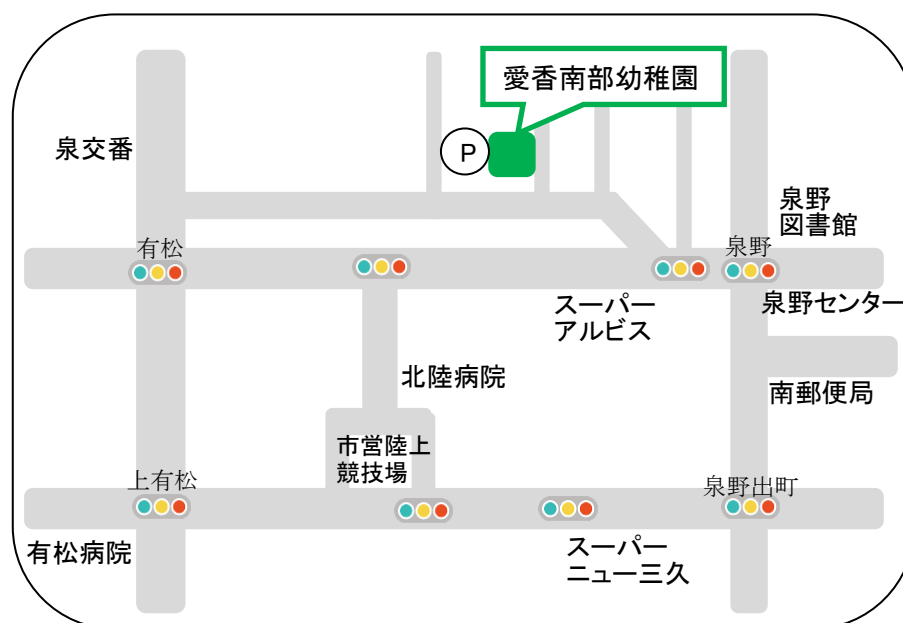 愛香南部幼稚園
P
泉交番
泉野
図書館
有松
泉野
スーパー
アルビス
泉野センター
北陸病院
南郵便局
市営陸上
競技場
上有松
泉野出町
有松病院
スーパー
ニュー三久